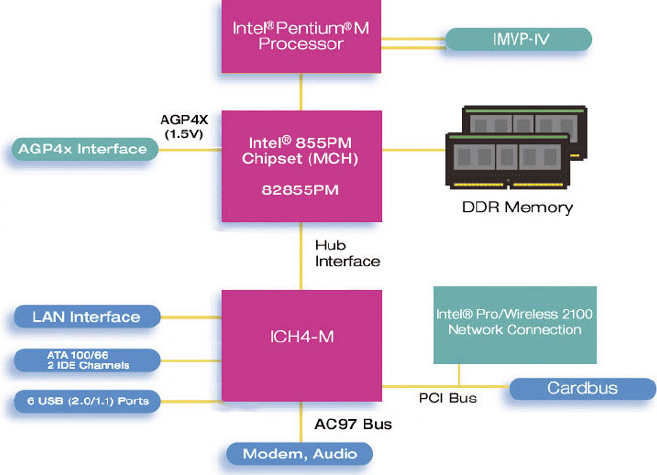 Intel® Pentium® M
Processor
IMVP-IV
AGP4X
(1.5V)
AGP4x Interface
Intel® 855PM
Chipset (MCH)
82855PM
DDR Memory
Hub
Interface
LAN Interface
ICH4-M
Intel® Pro/Wireless 2100
Network Connection
ATA 100/66
2 IDE Channels
6 USB (2.0/1.1) Ports
PCI Bus
Cardbus
AC97 Bus
Modem, Audio